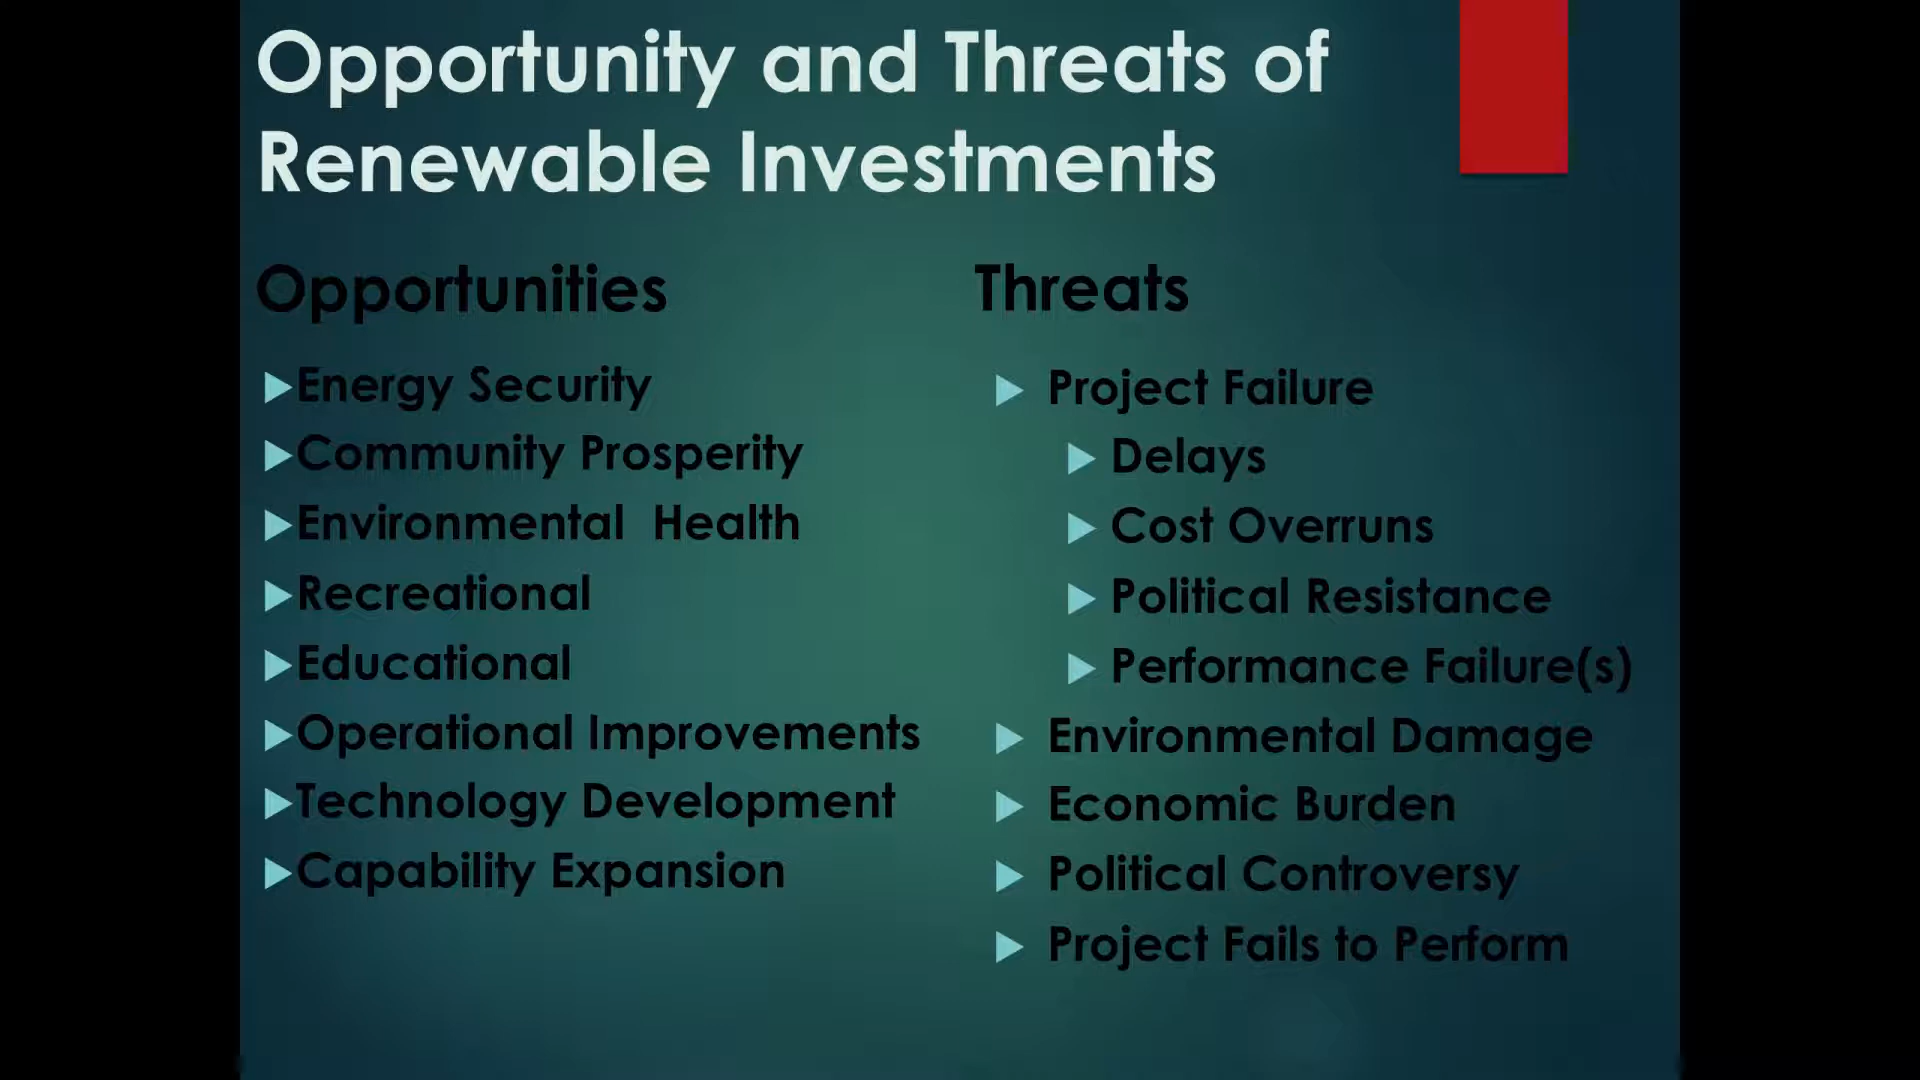 Opportunity and Threats of
Renewable Investments
Opportunities
Energy Security
Community Prosperity
Environmental  Health
Recreational
Educational
Operational Improvements
Technology Development
Capability Expansion
Threats
Project Failure
Delays
Cost Overruns
Political Resistance
Performance Failure(s)
Environmental Damage
Economic Burden
Political Controversy
Project Fails to Perform